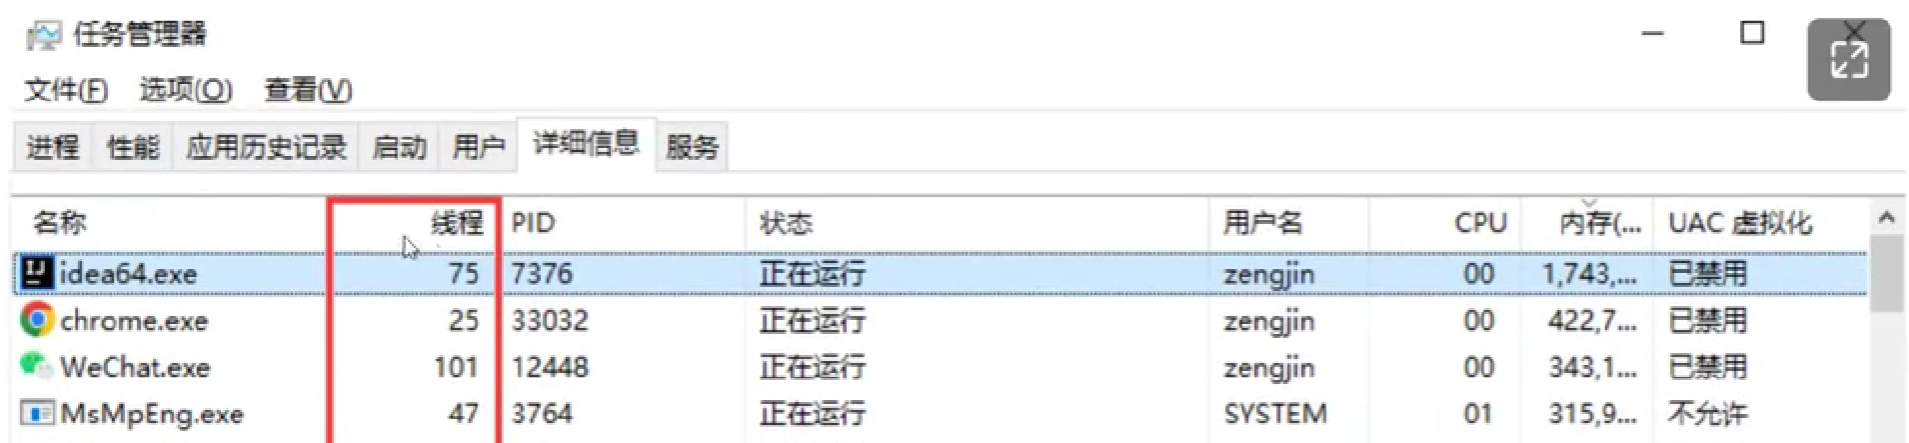 任务管理器
文件(F) 选项(O) 查看(V)
进程 性能 应用历史记录 启动 用户 详细信息 服务
名称 线程 PID 状态 用户名 CPU 内存(... UAC 虚拟化
idea64.exe 75 7376 正在运行 zengjin 00 1,743,... 已禁用
chrome.exe 25 33032 正在运行 zengjin 00 422,7... 已禁用
WeChat.exe 101 12448 正在运行 zengjin 00 343,1... 已禁用
MsMpEng.exe 47 3764 正在运行 SYSTEM 01 315,9... 不允许